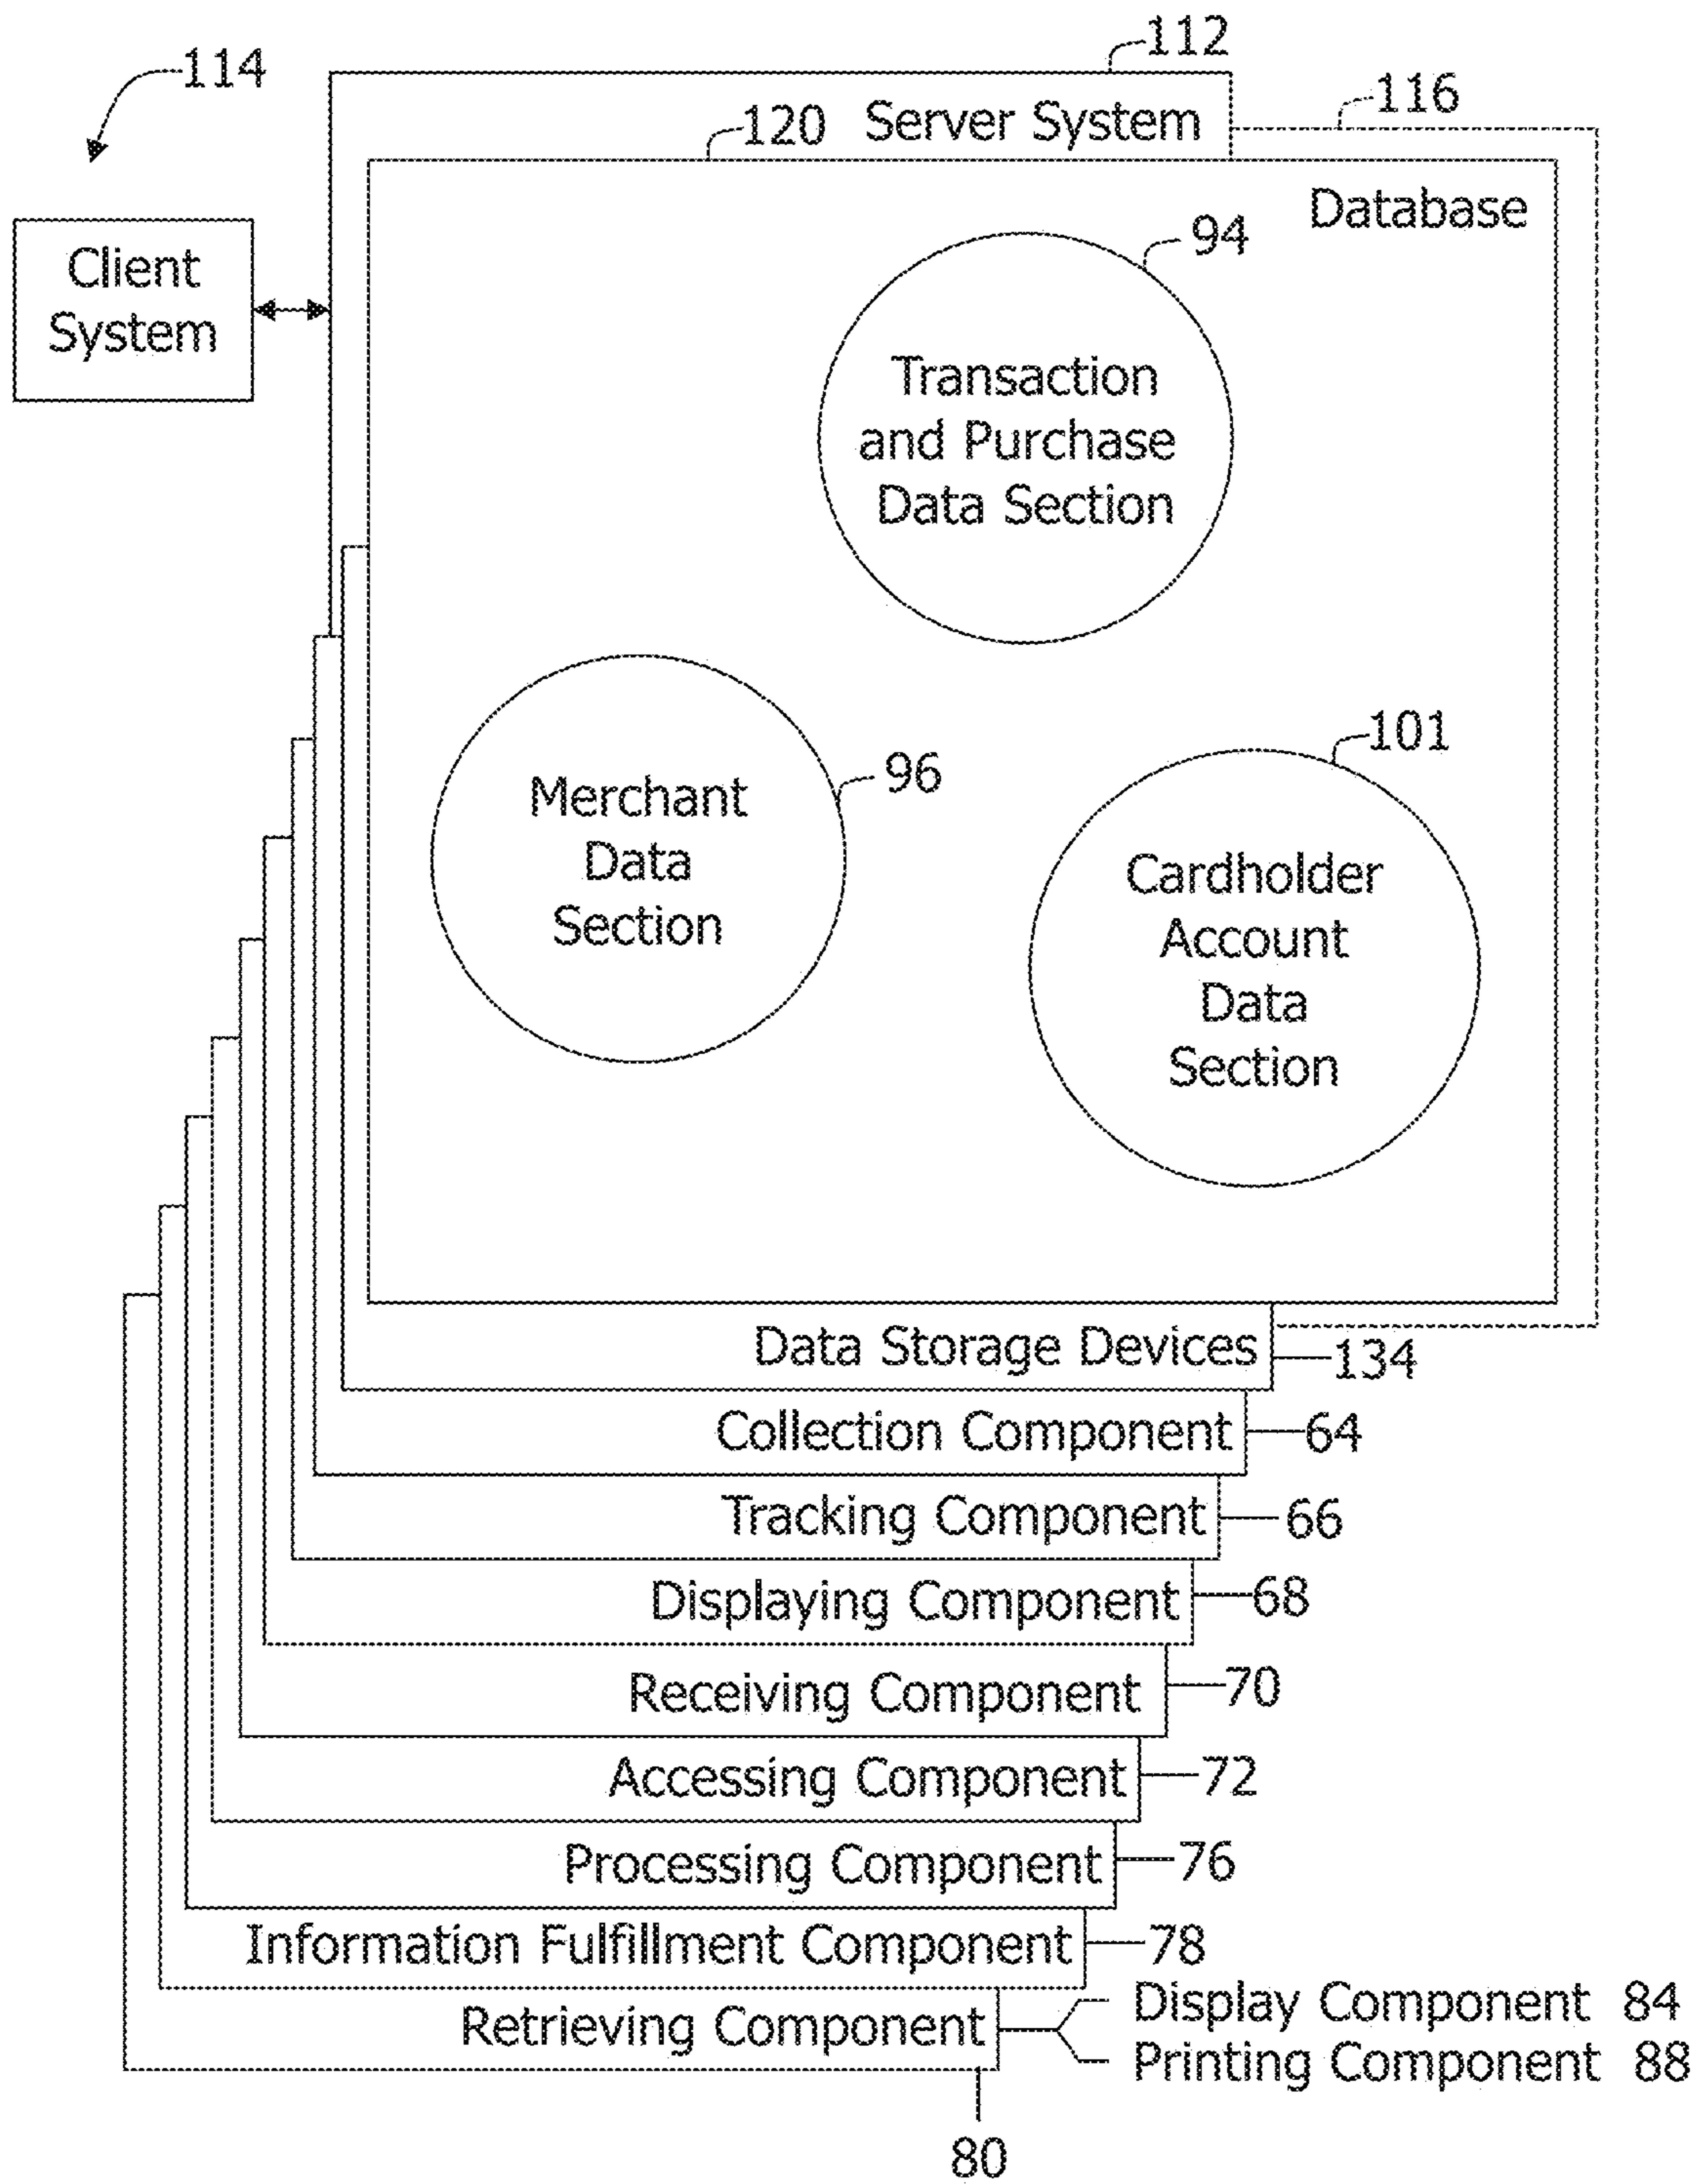 112
114
116
120 Server System
Database
Client
System
94
Transaction
and Purchase
Data Section
101
96
Merchant
Data
Section
Cardholder
Account
Data
Section
Data Storage Devices
134
Collection Component
64
Tracking Component
66
Displaying Component
68
Receiving Component
70
Accessing Component
72
Processing Component
76
Information Fulfillment Component
78
Retrieving Component
Display Component 84
Printing Component 88
80